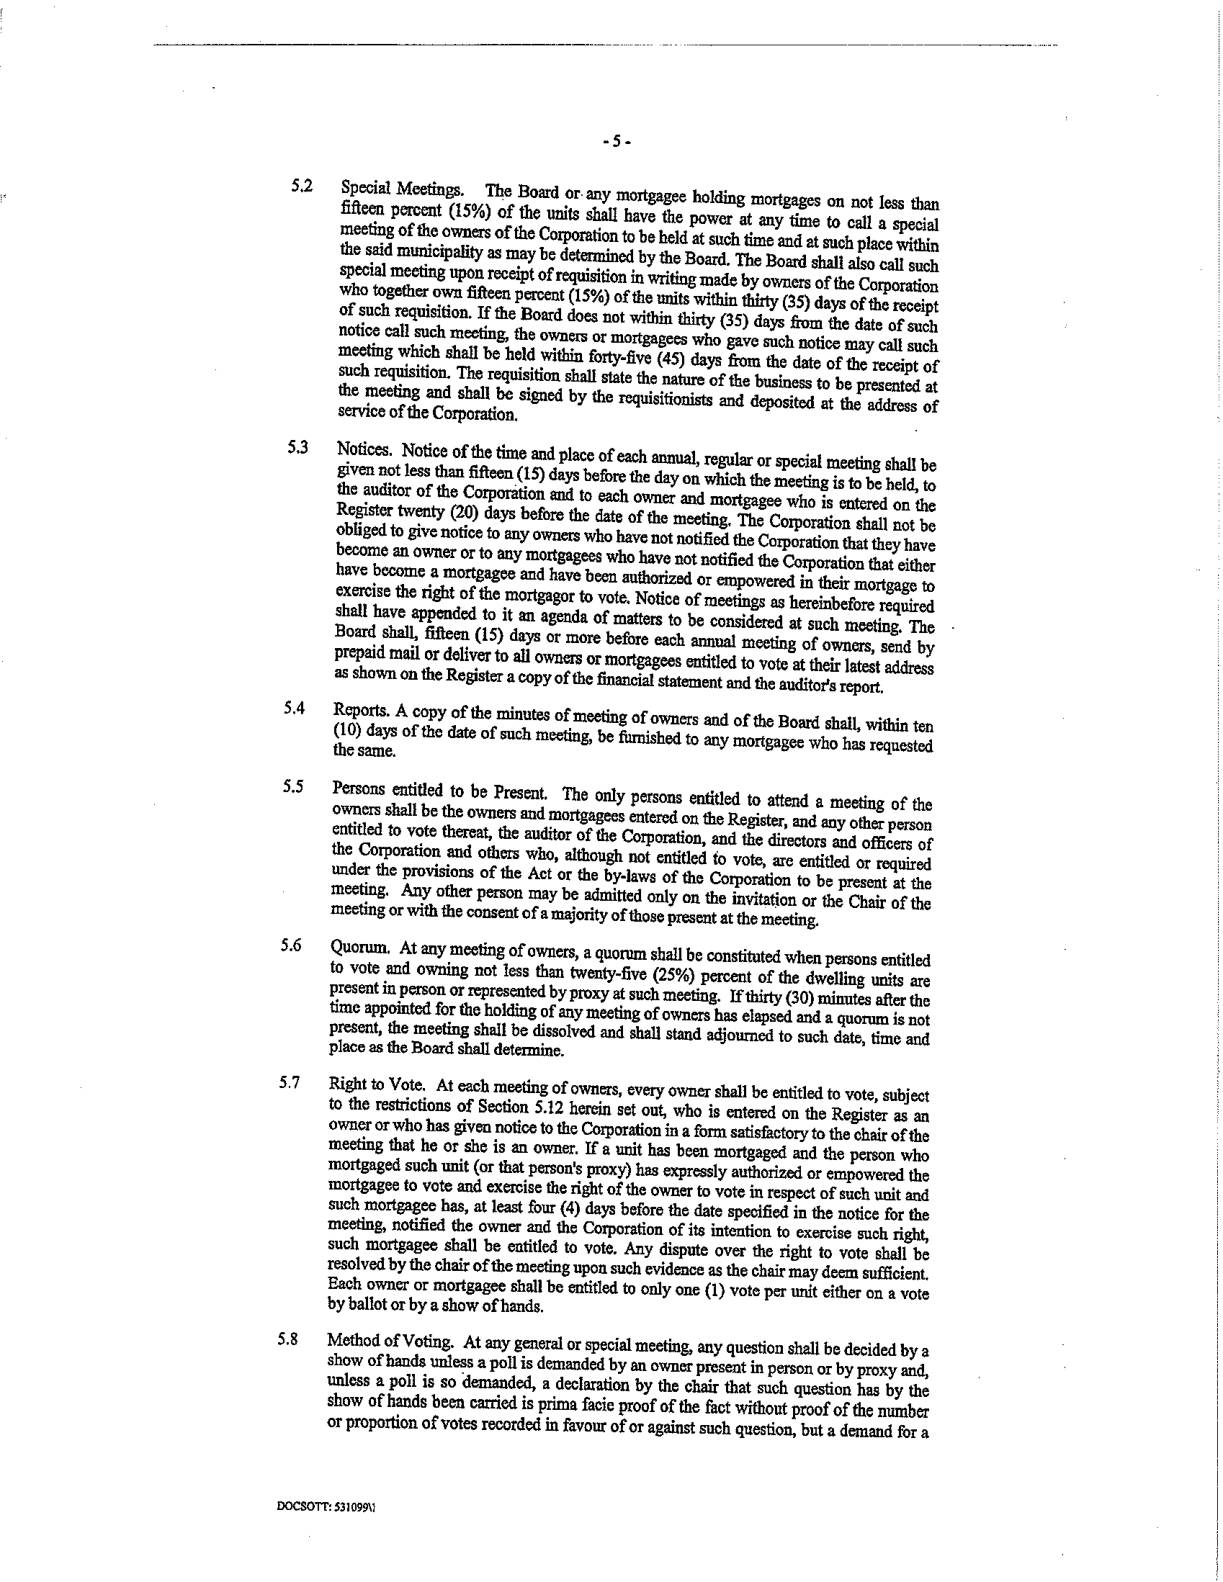 - 5 -
5.2 Special Meetings. The Board or any mortgagee holding mortgages on not less than
fifteen percent (15%) of the units shall have the power at any time to call a special
meeting of the owners of the Corporation to be held at such time and at such place within
the said municipality as may be determined by the Board. The Board shall also call such
special meeting upon receipt of requisition in writing made by owners of the Corporation
who together own fifteen percent (15%) of the units within thirty (35) days of the receipt
of such requisition. If the Board does not within thirty (35) days from the date of such
notice call such meeting, the owners or mortgagees who gave such notice may call such
meeting which shall be held within forty-five (45) days from the date of the receipt of
such requisition. The requisition shall state the nature of the business to be presented at
the meeting and shall be signed by the requisitionists and deposited at the address of
service of the Corporation.
5.3 Notices. Notice of the time and place of each annual, regular or special meeting shall be
given not less than fifteen (15) days before the day on which the meeting is to be held, to
the auditor of the Corporation and to each owner and mortgagee who is entered on the
Register twenty (20) days before the date of the meeting. The Corporation shall not be
obliged to give notice to any owners who have not notified the Corporation that they have
become an owner or to any mortgagees who have not notified the Corporation that either
have become a mortgagee and have been authorized or empowered in their mortgage to
exercise the right of the mortgagor to vote. Notice of meetings as hereinbefore required
shall have appended to it an agenda of matters to be considered at such meeting. The
Board shall, fifteen (15) days or more before each annual meeting of owners, send by
prepaid mail or deliver to all owners or mortgagees entitled to vote at their latest address
as shown on the Register a copy of the financial statement and the auditor's report.
5.4 Reports. A copy of the minutes of meeting of owners and of the Board shall, within ten
(10) days of the date of such meeting, be furnished to any mortgagee who has requested
the same.
5.5 Persons entitled to be Present. The only persons entitled to attend a meeting of the
owners shall be the owners and mortgagees entered on the Register, and any other person
entitled to vote thereat, the auditor of the Corporation, and the directors and officers of
the Corporation and others who, although not entitled to vote, are entitled or required
under the provisions of the Act or the by-laws of the Corporation to be present at the
meeting. Any other person may be admitted only on the invitation or the Chair of the
meeting or with the consent of a majority of those present at the meeting.
5.6 Quorum. At any meeting of owners, a quorum shall be constituted when persons entitled
to vote and owning not less than twenty-five (25%) percent of the dwelling units are
present in person or represented by proxy at such meeting. If thirty (30) minutes after the
time appointed for the holding of any meeting of owners has elapsed and a quorum is not
present, the meeting shall be dissolved and shall stand adjourned to such date, time and
place as the Board shall determine.
5.7 Right to Vote. At each meeting of owners, every owner shall be entitled to vote, subject
to the restrictions of Section 5.12 herein set out, who is entered on the Register as an
owner or who has given notice to the Corporation in a form satisfactory to the chair of the
meeting that he or she is an owner. If a unit has been mortgaged and the person who
mortgaged such unit (or that person's proxy) has expressly authorized or empowered the
mortgagee to vote and exercise the right of the owner to vote in respect of such unit and
such mortgagee has, at least four (4) days before the date specified in the notice for the
meeting, notified the owner and the Corporation of its intention to exercise such right,
such mortgagee shall be entitled to vote. Any dispute over the right to vote shall be
resolved by the chair of the meeting upon such evidence as the chair may deem sufficient.
Each owner or mortgagee shall be entitled to only one (1) vote per unit either on a vote
by ballot or by a show of hands.
5.8 Method of Voting. At any general or special meeting, any question shall be decided by a
show of hands unless a poll is demanded by an owner present in person or by proxy and,
unless a poll is so demanded, a declaration by the chair that such question has by the
show of hands been carried is prima facie proof of the fact without proof of the number
or proportion of votes recorded in favour of or against such question, but a demand for a
DOCSOTT: 531099\1